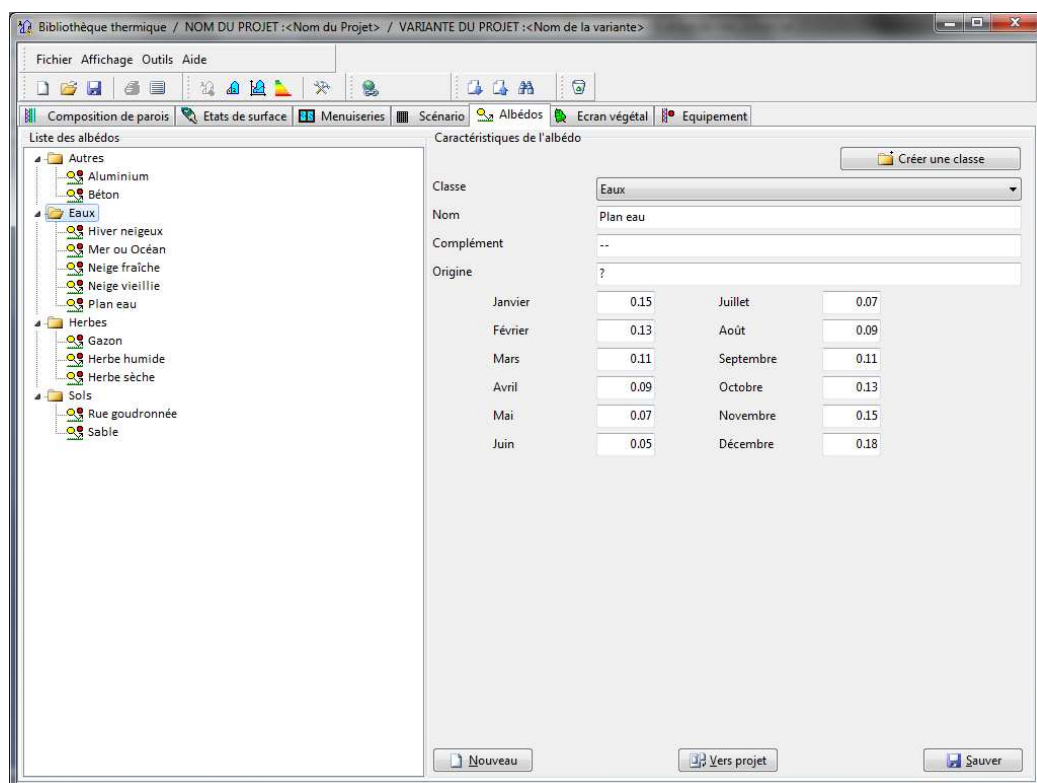 Bibliothèque thermique / NOM DU PROJET :<Nom du Projet> / VARIANTE DU PROJET :<Nom de la variante>
Fichier Affichage Outils Aide
Composition de parois Etats de surface Menuiseries Scénario Albédos Ecran végétal Equipement
Liste des albédos
Autres
Aluminium
Béton
Eaux
Hiver neigeux
Mer ou Océan
Neige fraîche
Neige vieillie
Plan eau
Herbes
Gazon
Herbe humide
Herbe sèche
Sols
Rue goudronnée
Sable
Caractéristiques de l'albédo
Créer une classe
Classe Eaux
Nom Plan eau
Complément --
Origine ?
Janvier 0.15 Juillet 0.07
Février 0.13 Août 0.09
Mars 0.11 Septembre 0.11
Avril 0.09 Octobre 0.13
Mai 0.07 Novembre 0.15
Juin 0.05 Décembre 0.18
Nouveau Vers projet Sauver